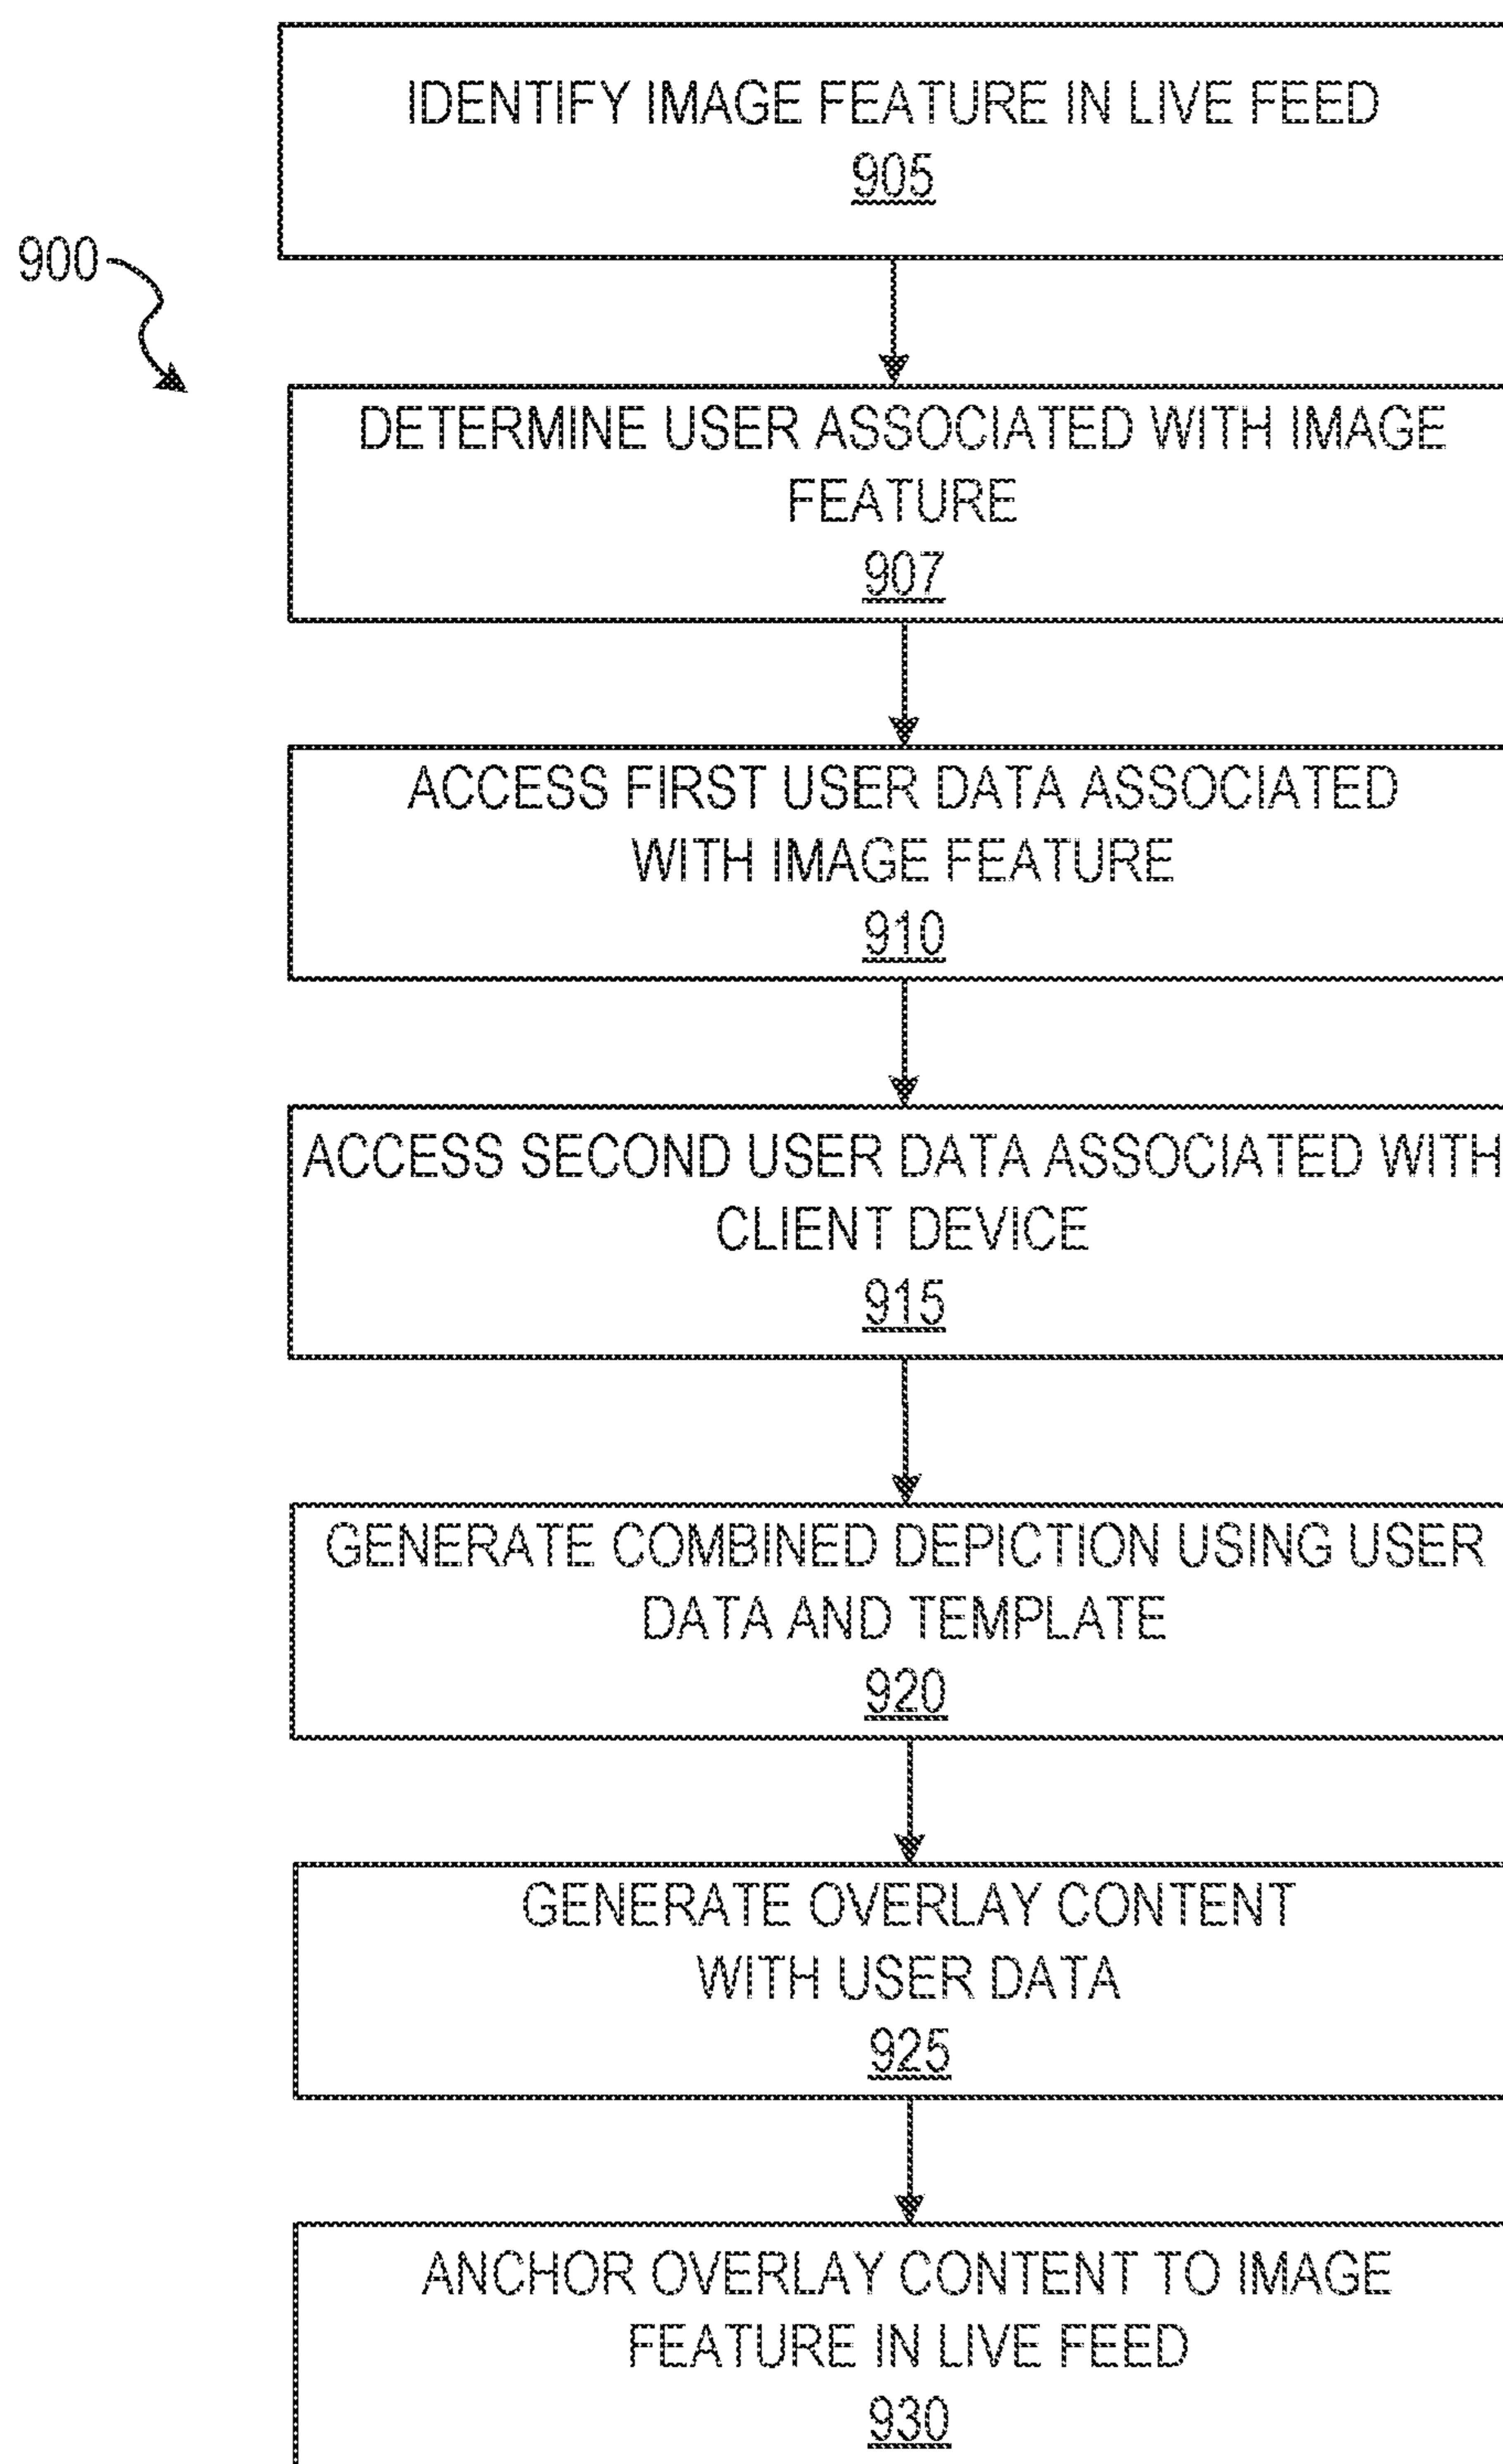 IDENTIFY IMAGE FEATURE IN LIVE FEED
905
900
DETERMINE USER ASSOCIATED WITH IMAGE
FEATURE
907
ACCESS FIRST USER DATA ASSOCIATED
WITH IMAGE FEATURE
910
ACCESS SECOND USER DATA ASSOCIATED WITH
CLIENT DEVICE
915
GENERATE COMBINED DEPICTION USING USER
DATA AND TEMPLATE
920
GENERATE OVERLAY CONTENT
WITH USER DATA
925
ANCHOR OVERLAY CONTENT TO IMAGE
FEATURE IN LIVE FEED
930